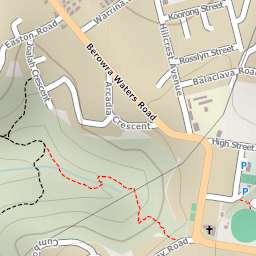 Koorong Street
Warrina
Easton Road
Hillcrest Avenue
Rosslyn Street
Balaclava Road
Berowra Waters Road
Arcadia
Crescent
Crescent
High Street
P
P
Road